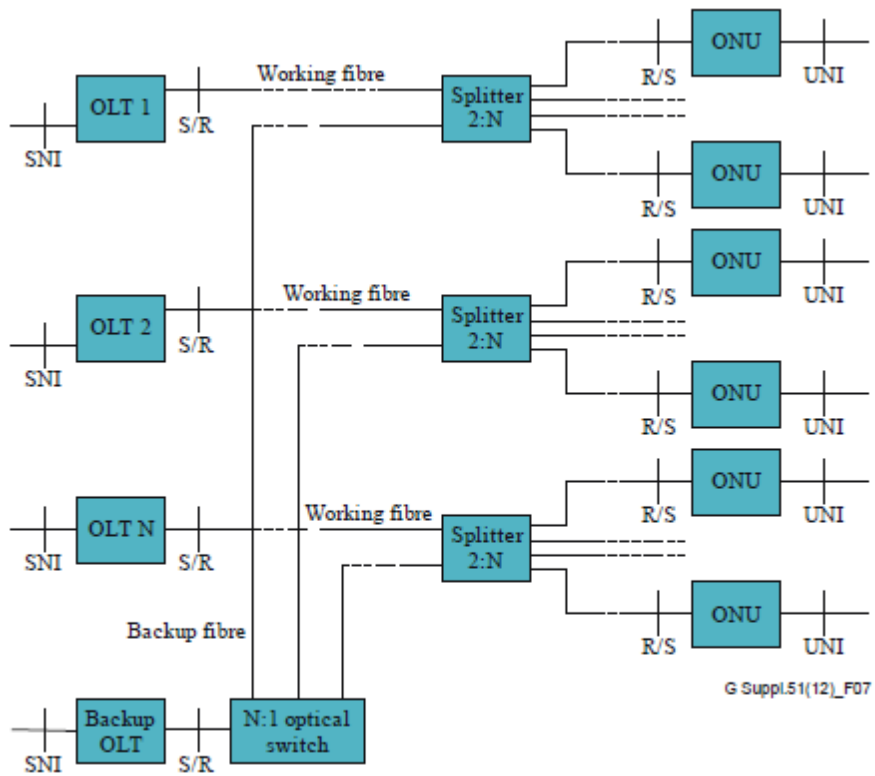 ONU
Working fibre
R/S
UNI
OLT 1
Splitter
2:N
S/R
SNI
ONU
R/S
UNI
ONU
Working fibre
R/S
UNI
OLT 2
Splitter
2:N
S/R
SNI
ONU
R/S
UNI
ONU
Working fibre
R/S
UNI
OLT N
Splitter
2:N
SNI
S/R
ONU
Backup fibre
R/S
UNI
G Suppl.51(12)_F07
Backup
OLT
N:1 optical
switch
SNI
S/R